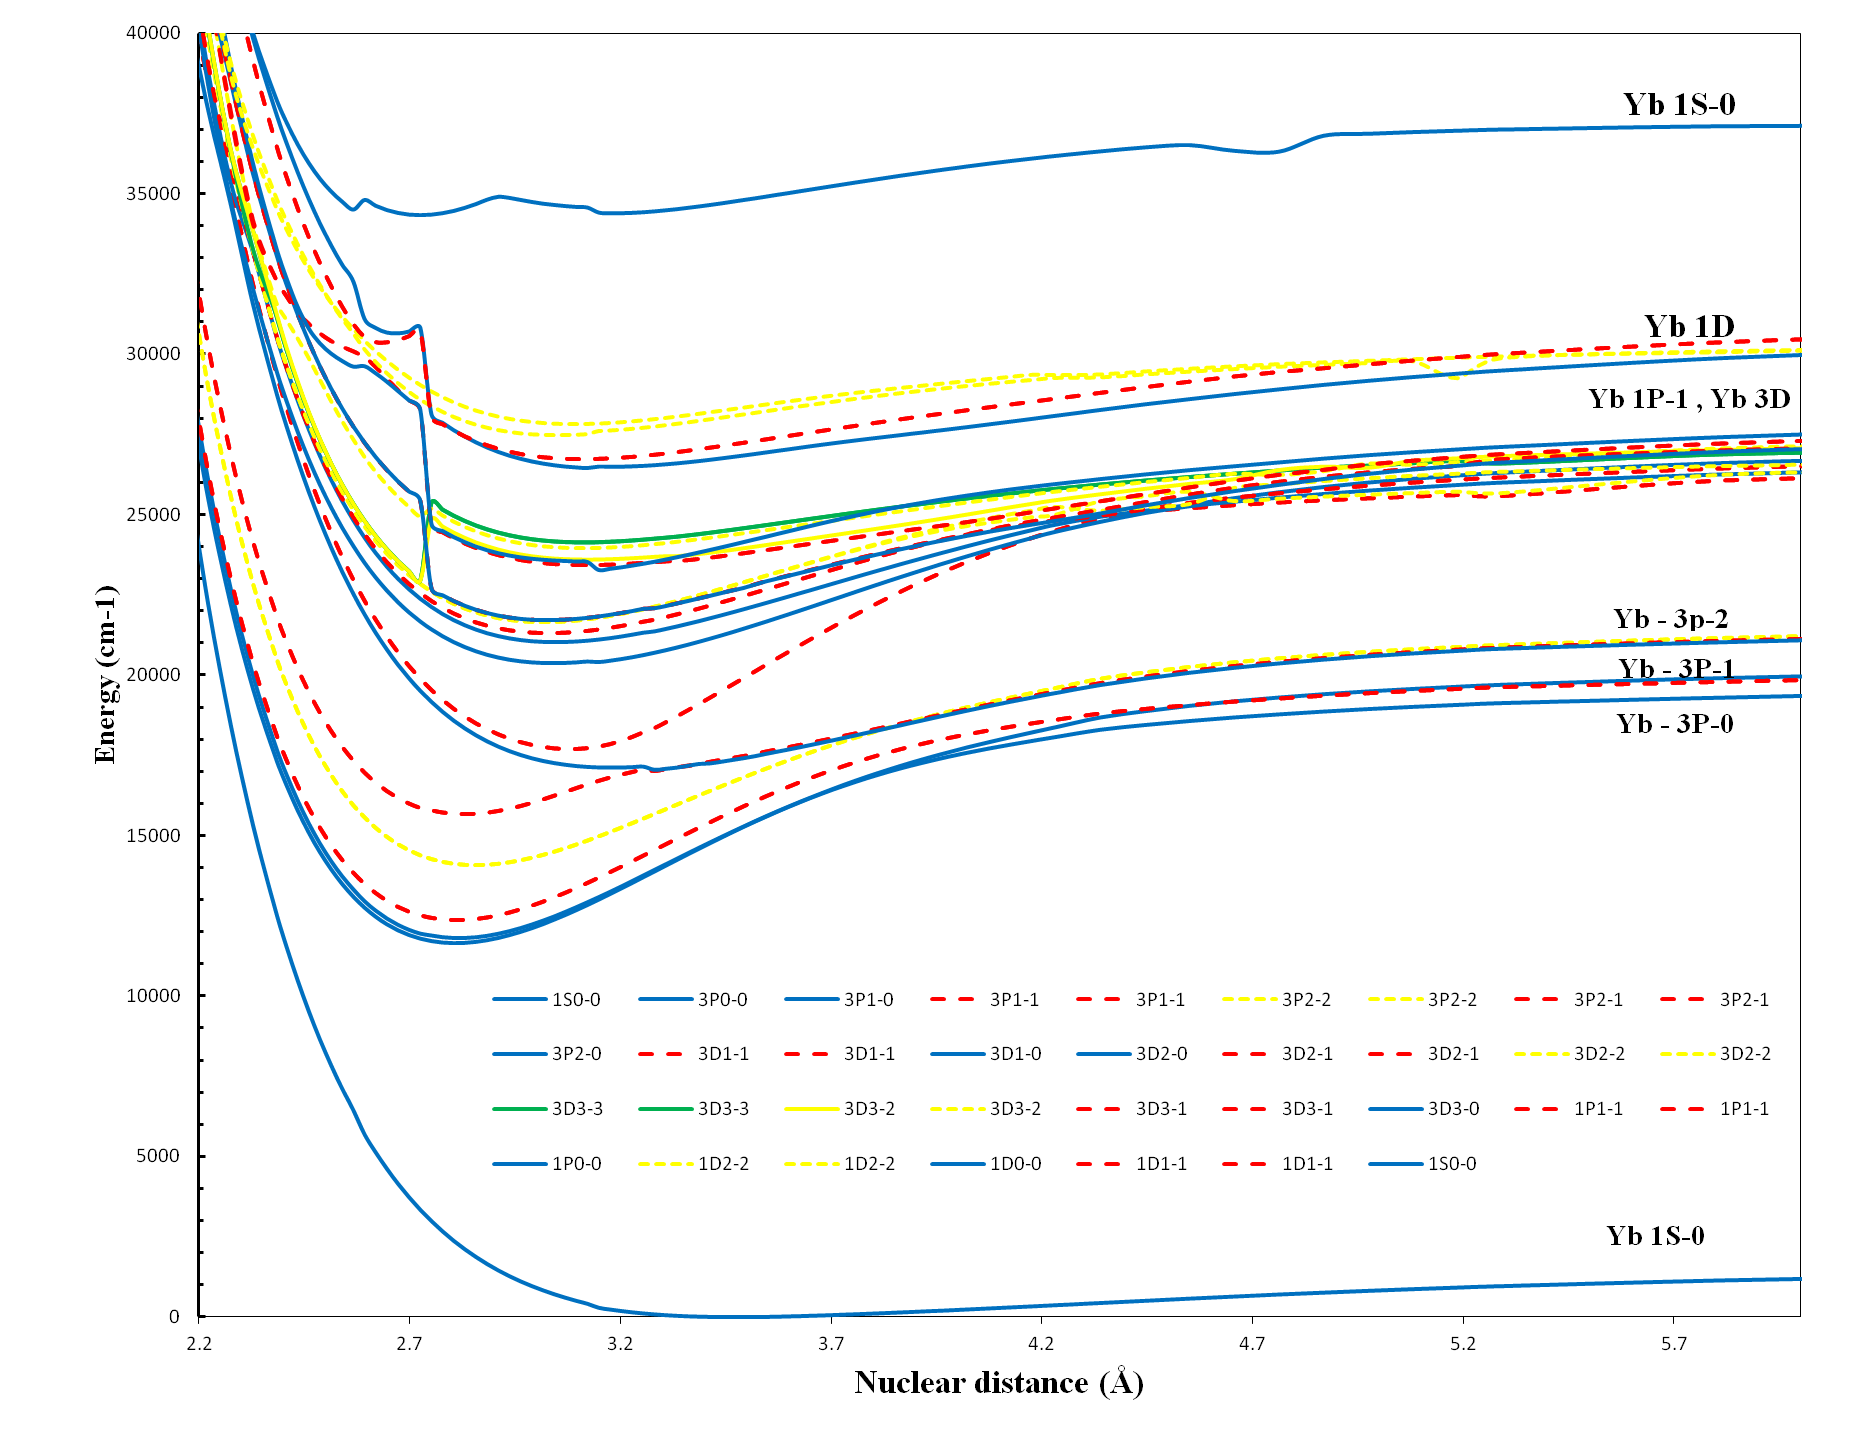 40000
Yb 1S-0
35000
30000
Yb 1D
Yb 1P-1 , Yb 3D
25000
Yb - 3p-2
20000
Yb - 3P-1
Yb - 3P-0
15000
10000
5000
0
Energy (cm-1)
1S0-0 3P0-0 3P1-0 3P1-1 3P1-1 3P2-2 3P2-2 3P2-1 3P2-1
3P2-0 3D1-1 3D1-1 3D1-0 3D2-0 3D2-1 3D2-1 3D2-2 3D2-2
3D3-3 3D3-3 3D3-2 3D3-2 3D3-1 3D3-1 3D3-0 1P1-1 1P1-1
1P0-0 1D2-2 1D2-2 1D0-0 1D1-1 1D1-1 1S0-0
Yb 1S-0
2.2 2.7 3.2 3.7 4.2 4.7 5.2 5.7
Nuclear distance (Å)